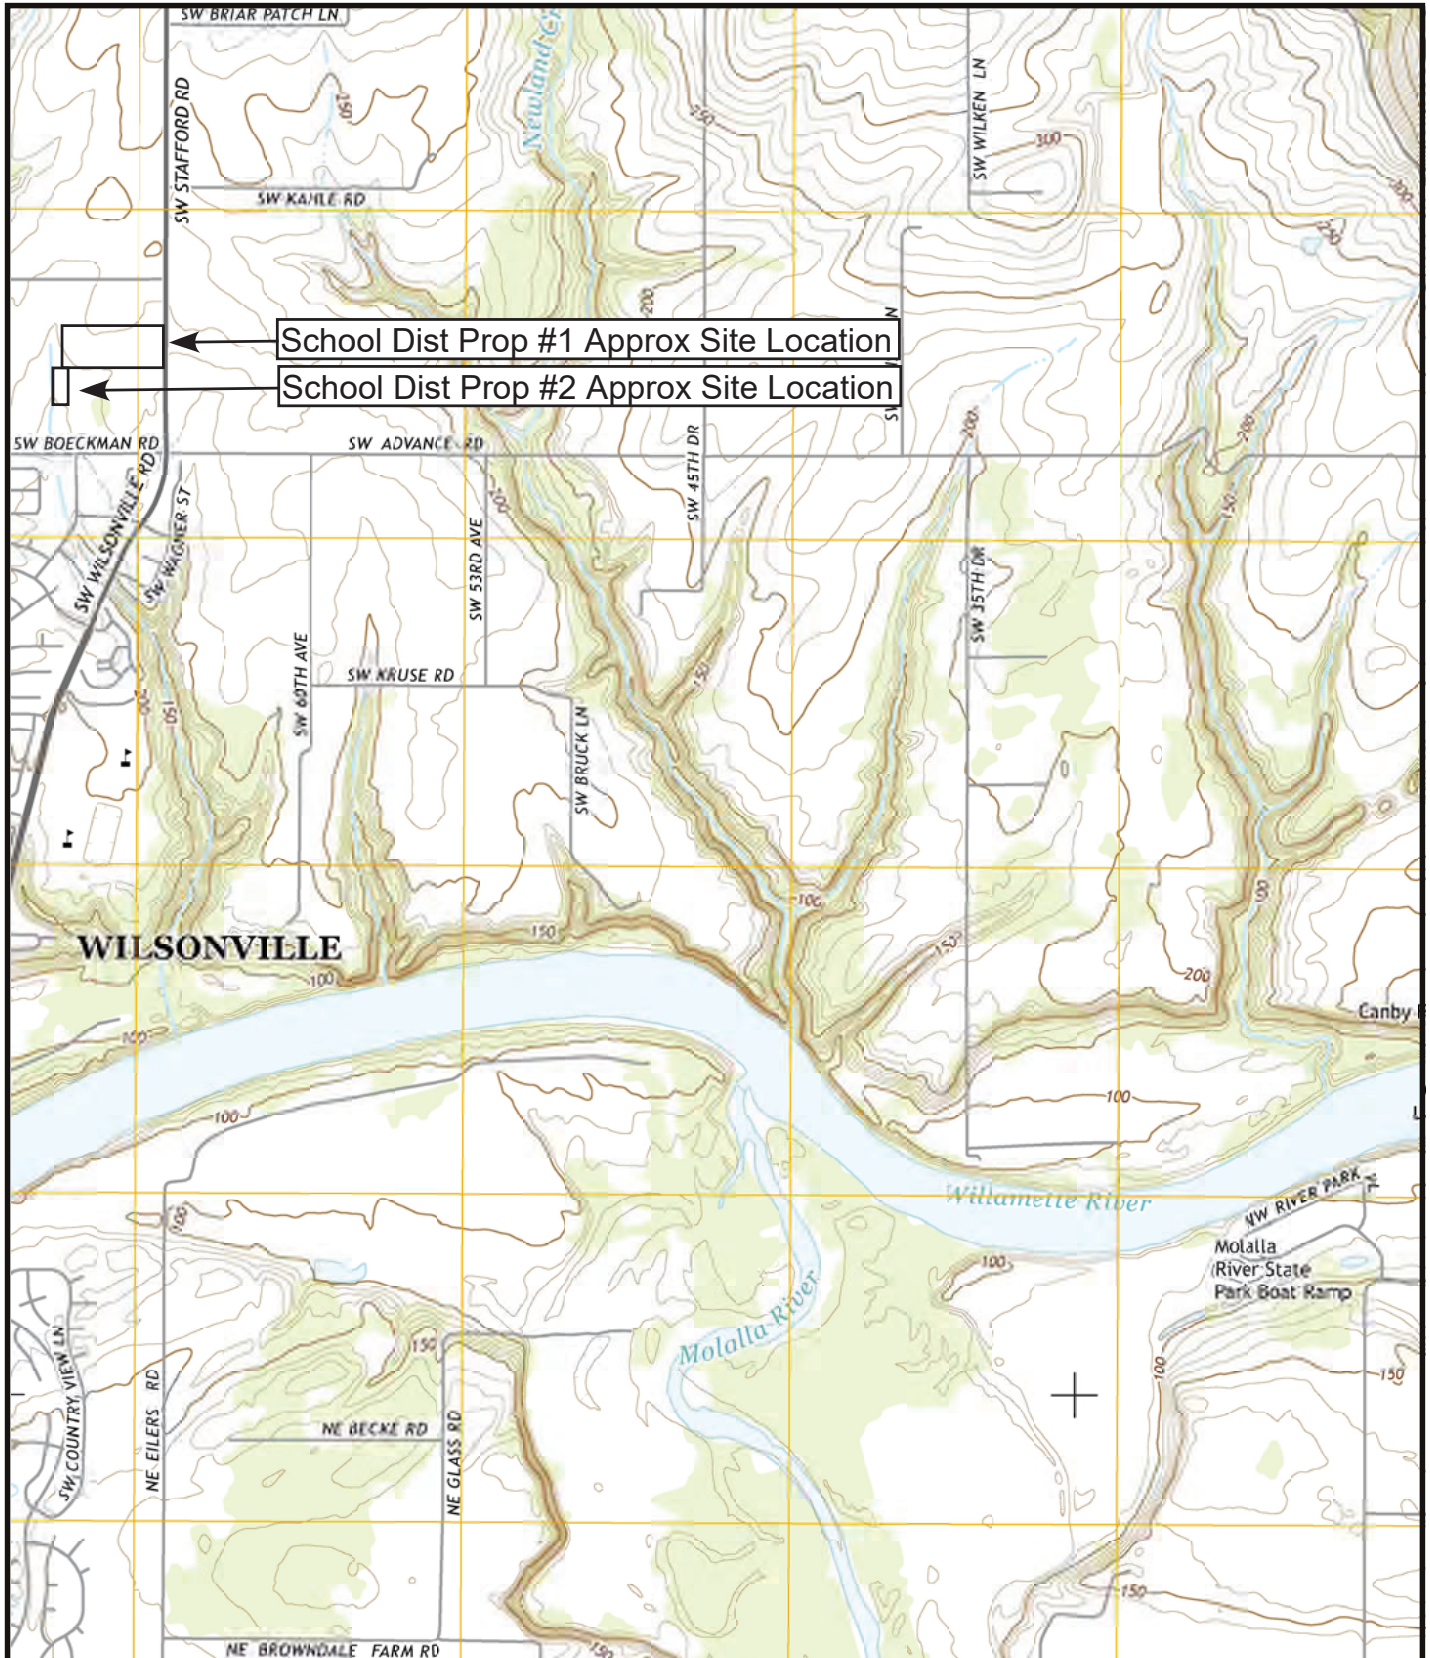 SW BRIAR PATCH LN
SW STAFFORD RD
250
Newland Cr
250
SW WILKEN LN
300
300
250
SW KAHLE RD
200
School Dist Prop #1 Approx Site Location
School Dist Prop #2 Approx Site Location
SW BOECKMAN RD
SW ADVANCE RD
SW 45TH DR
200
200
200
150
SW WILSONVILLE RD
SW WAGNER ST
SW 53RD AVE
SW 35TH DR
SW 60TH AVE
SW KRUSE RD
150
200
150
SW BRUCK LN
100
100
WILSONVILLE
150
150
100
200
Canby
100
100
100
Willamette River
NW RIVER PARK
100
Molalla
River State
Park Boat Ramp
100
Molalla River
150
SW COUNTRY VIEW LN
NE EILERS RD
NE BECKE RD
NE GLASS RD
100
150
150
NE BROWNDALE FARM RD
150